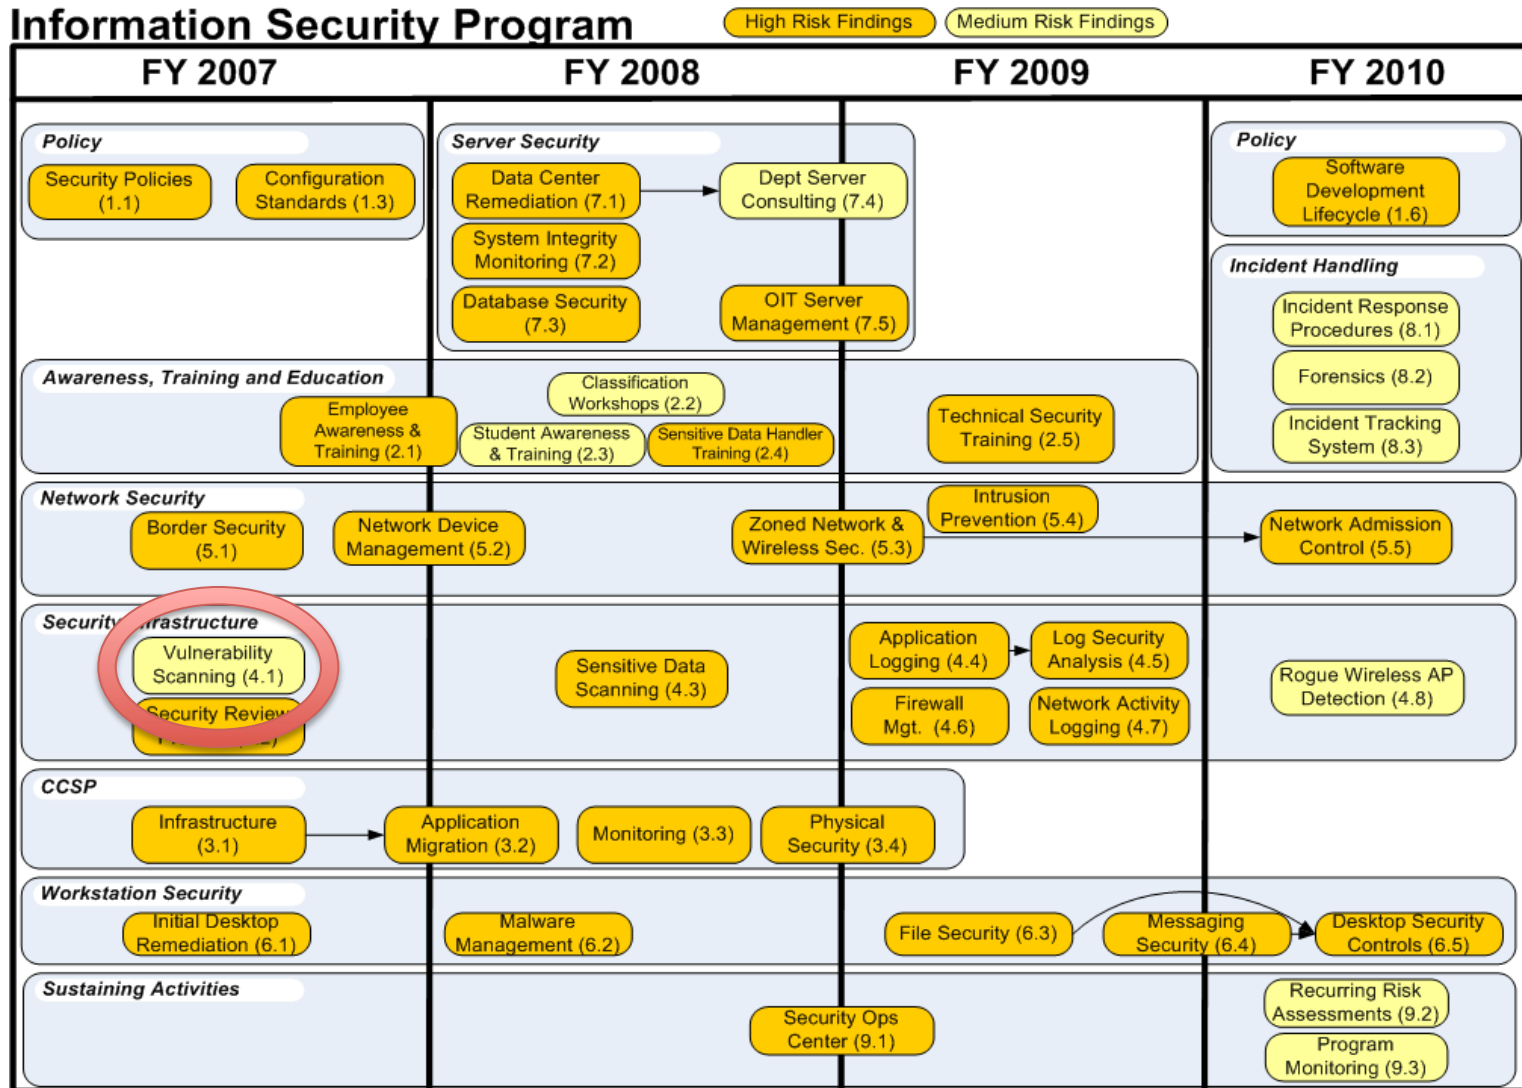 Information Security Program
High Risk Findings
Medium Risk Findings
FY 2007
FY 2008
FY 2009
FY 2010
Policy
Security Policies
(1.1)
Configuration
Standards (1.3)
Server Security
Data Center
Remediation (7.1)
Dept Server
Consulting (7.4)
System Integrity
Monitoring (7.2)
Database Security
(7.3)
OIT Server
Management (7.5)
Policy
Software
Development
Lifecycle (1.6)
Incident Handling
Incident Response
Procedures (8.1)
Forensics (8.2)
Incident Tracking
System (8.3)
Awareness, Training and Education
Employee
Awareness &
Training (2.1)
Classification
Workshops (2.2)
Student Awareness
& Training (2.3)
Sensitive Data Handler
Training (2.4)
Technical Security
Training (2.5)
Network Security
Border Security
(5.1)
Network Device
Management (5.2)
Zoned Network &
Wireless Sec. (5.3)
Intrusion
Prevention (5.4)
Network Admission
Control (5.5)
Security Infrastructure
Vulnerability
Scanning (4.1)
Security Review
Sensitive Data
Scanning (4.3)
Application
Logging (4.4)
Log Security
Analysis (4.5)
Firewall
Mgt. (4.6)
Network Activity
Logging (4.7)
Rogue Wireless AP
Detection (4.8)
CCSP
Infrastructure
(3.1)
Application
Migration (3.2)
Monitoring (3.3)
Physical
Security (3.4)
Workstation Security
Initial Desktop
Remediation (6.1)
Malware
Management (6.2)
File Security (6.3)
Messaging
Security (6.4)
Desktop Security
Controls (6.5)
Sustaining Activities
Security Ops
Center (9.1)
Recurring Risk
Assessments (9.2)
Program
Monitoring (9.3)